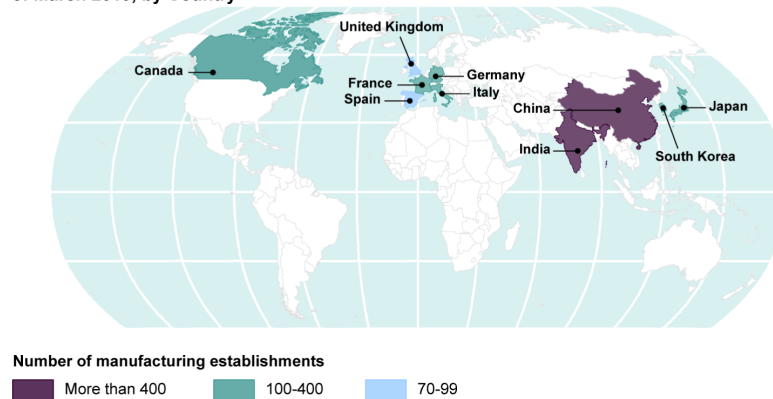 United Kingdom
Canada
Germany
France
Italy
Spain
China
Japan
India
South Korea
Number of manufacturing establishments
More than 400
100-400
70-99